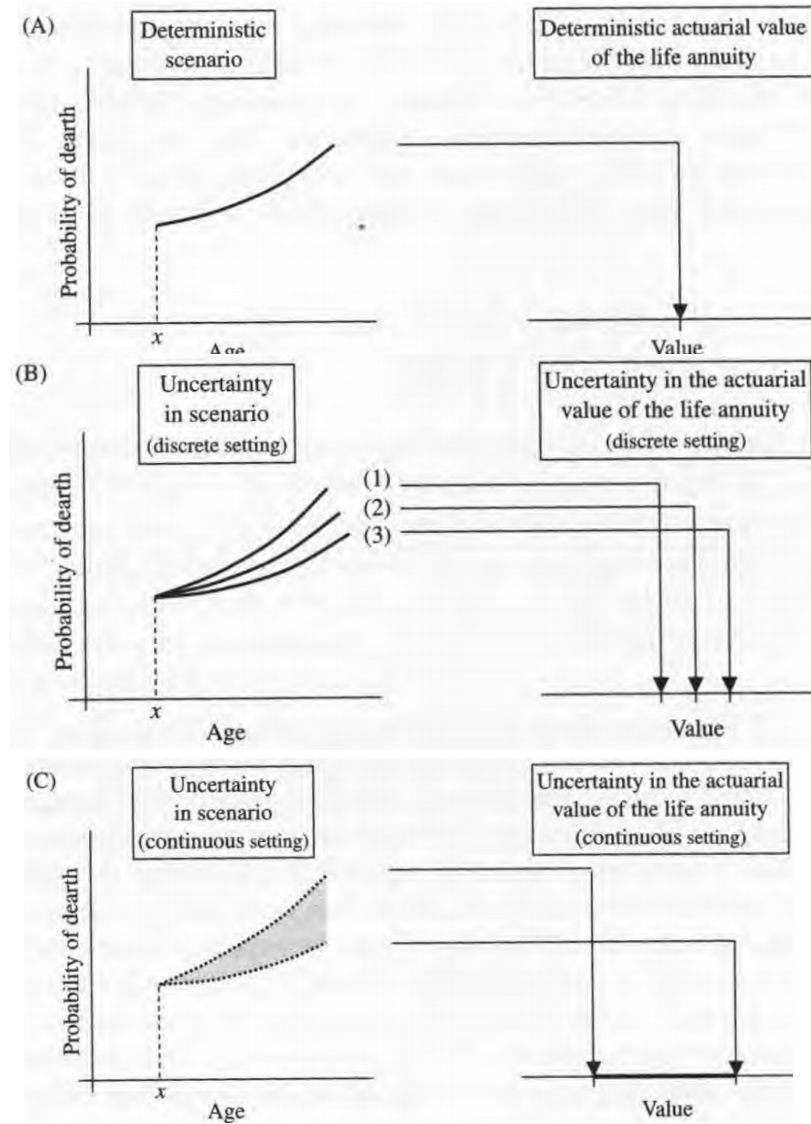 (A)
Deterministic
scenario
Deterministic actuarial value
of the life annuity
Probability of dearth
x
Age
Value
(B)
Uncertainty
in scenario
(discrete setting)
Uncertainty in the actuarial
value of the life annuity
(discrete setting)
(1)
(2)
(3)
Probability of dearth
x
Age
Value
(C)
Uncertainty
in scenario
(continuous setting)
Uncertainty in the actuarial
value of the life annuity
(continuous setting)
Probability of dearth
x
Age
Value